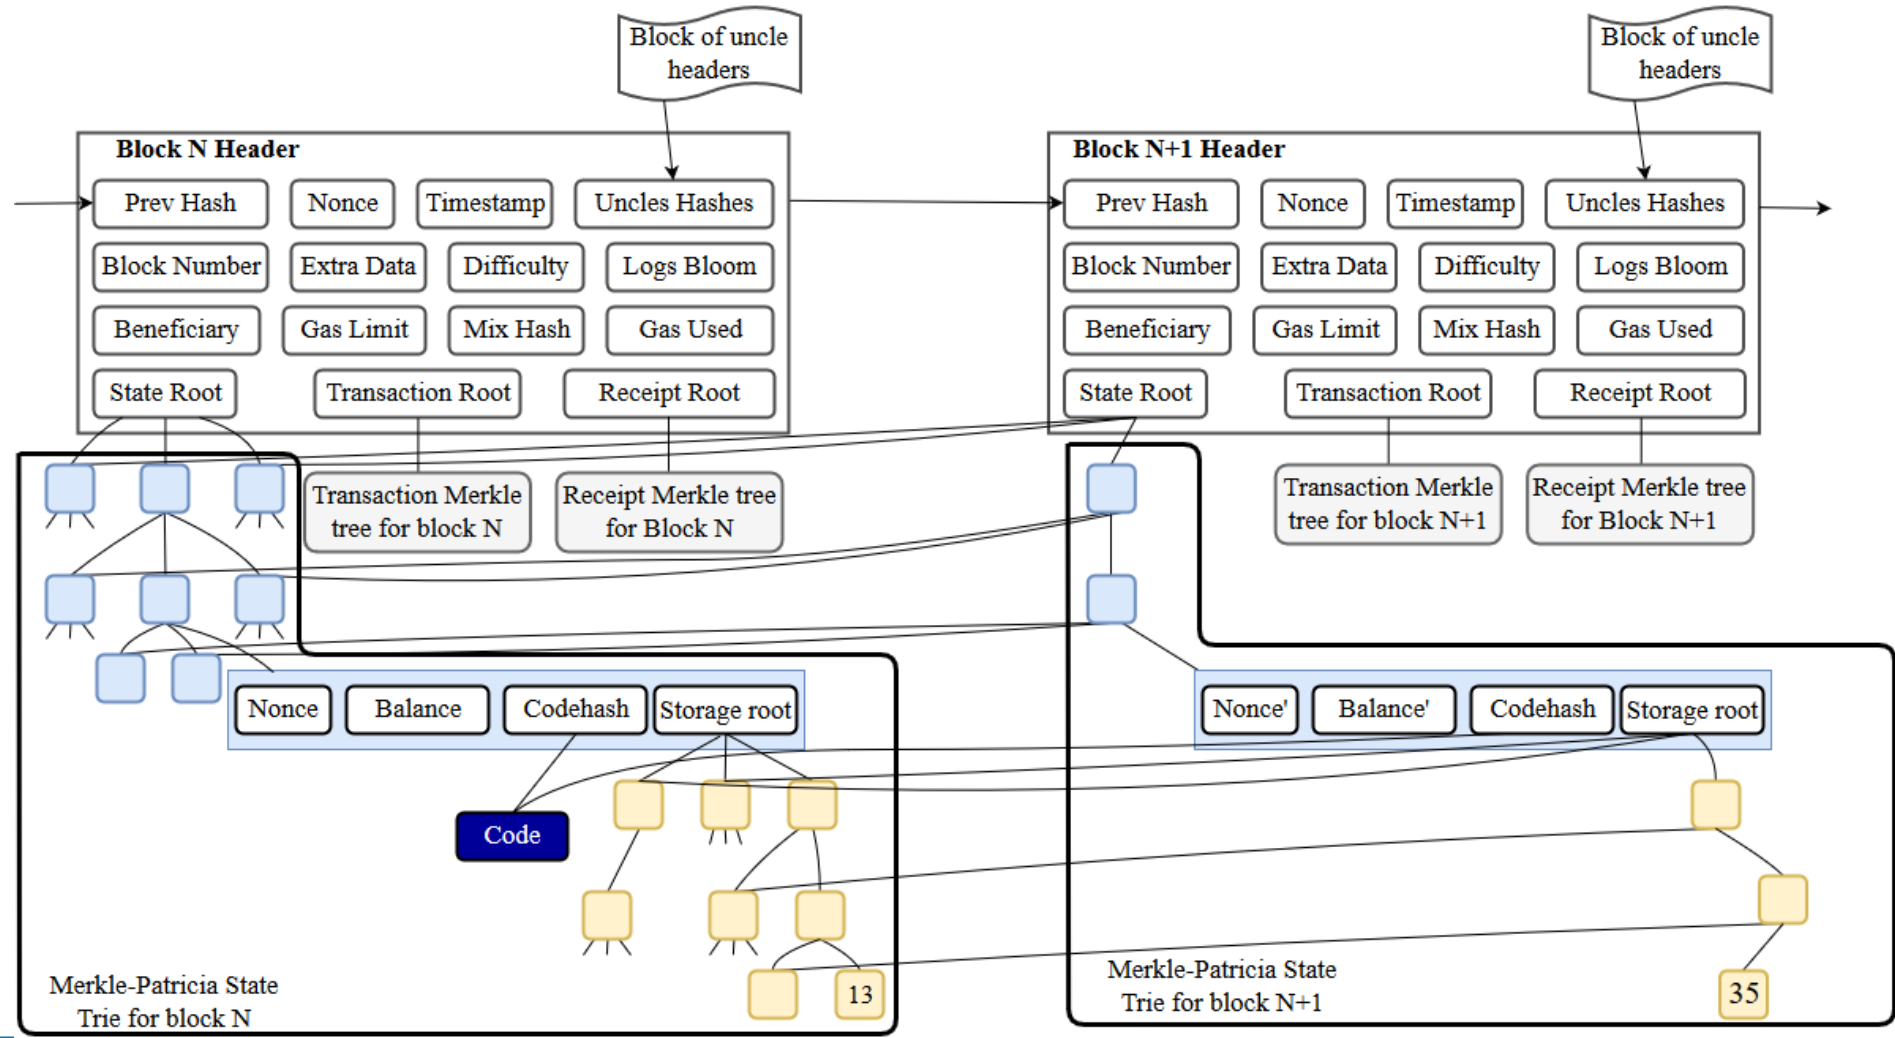 Block of uncle
headers
Block of uncle
headers
Block N Header
Prev Hash
Nonce
Timestamp
Uncles Hashes
Block Number
Extra Data
Difficulty
Logs Bloom
Beneficiary
Gas Limit
Mix Hash
Gas Used
State Root
Transaction Root
Receipt Root
Transaction Merkle
tree for block N
Receipt Merkle tree
for Block N
Block N+1 Header
Prev Hash
Nonce
Timestamp
Uncles Hashes
Block Number
Extra Data
Difficulty
Logs Bloom
Beneficiary
Gas Limit
Mix Hash
Gas Used
State Root
Transaction Root
Receipt Root
Transaction Merkle
tree for block N+1
Receipt Merkle tree
for Block N+1
Nonce
Balance
Codehash
Storage root
Code
13
Merkle-Patricia State
Trie for block N
Nonce'
Balance'
Codehash
Storage root
35
Merkle-Patricia State
Trie for block N+1